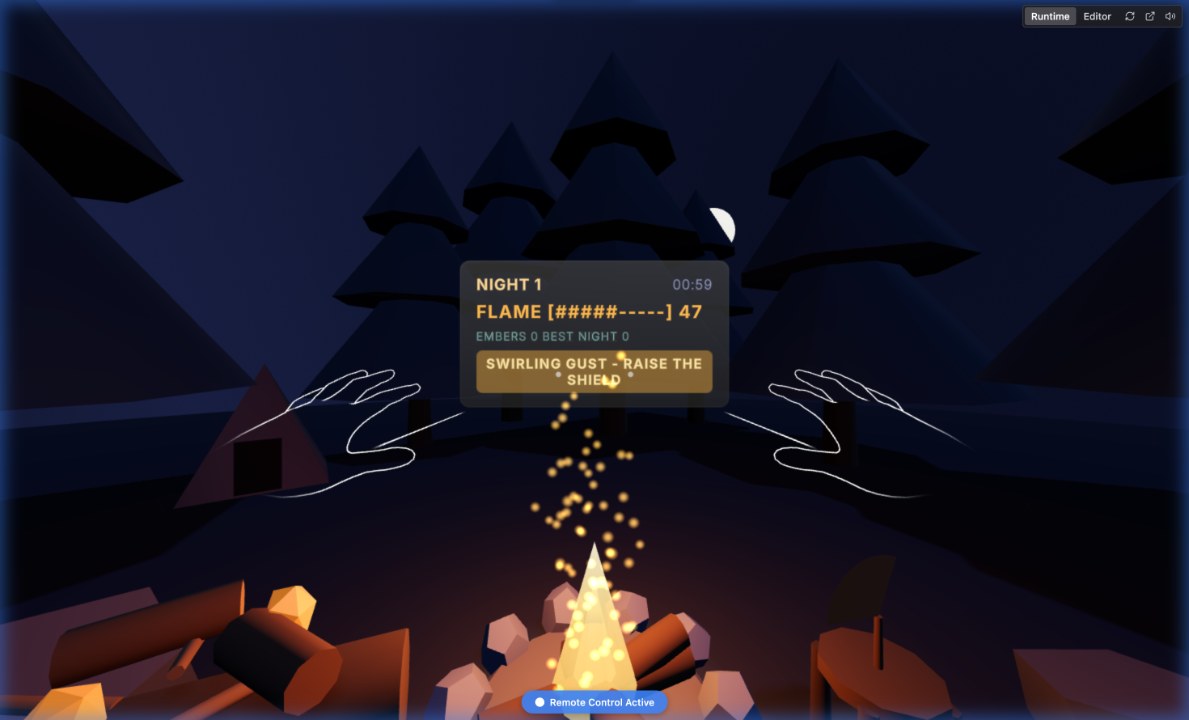 Runtime Editor
NIGHT 1 00:59
FLAME [#####-----] 47
EMBERS 0 BEST NIGHT 0
SWIRLING GUST - RAISE THE
SHIELD
Remote Control Active